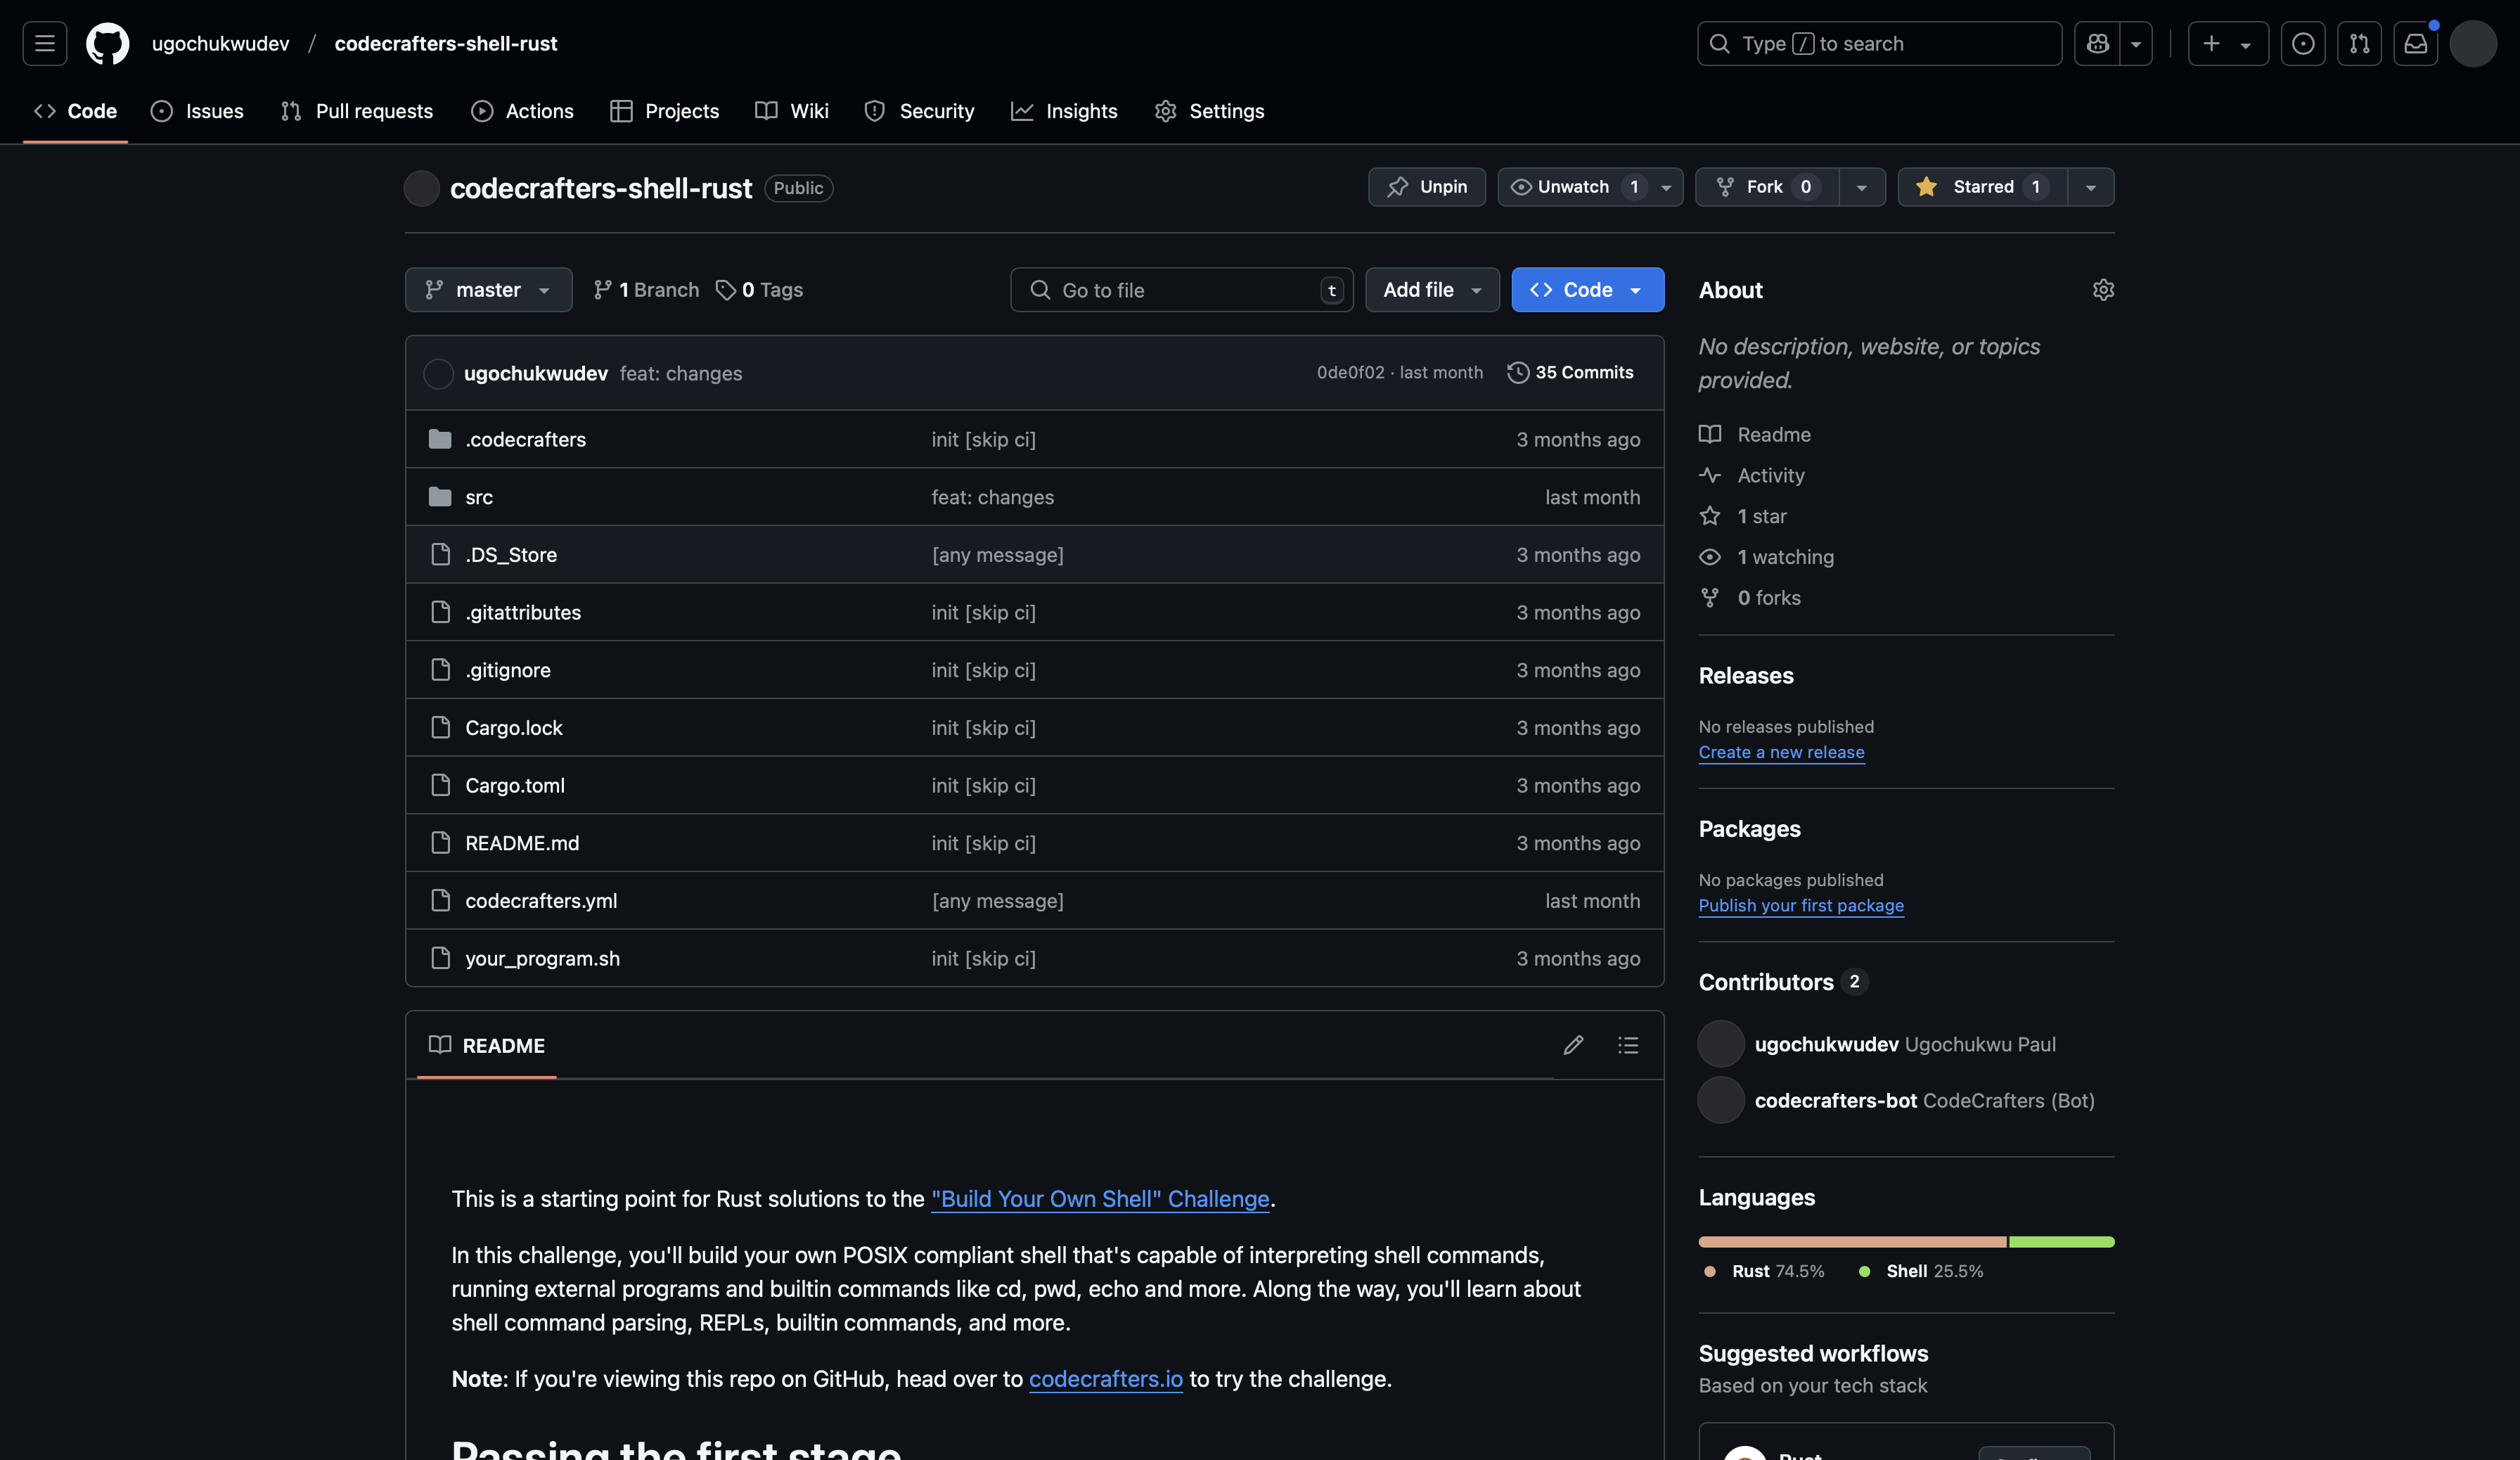 ugochukwudev / codecrafters-shell-rust
Type / to search
Code Issues Pull requests Actions Projects Wiki Security Insights Settings
codecrafters-shell-rust Public
Unpin Unwatch 1 Fork 0 Starred 1
master 1 Branch 0 Tags
Go to file t Add file Code
ugochukwudev feat: changes 0de0f02 · last month 35 Commits
.codecrafters init [skip ci] 3 months ago
src feat: changes last month
.DS_Store [any message] 3 months ago
.gitattributes init [skip ci] 3 months ago
.gitignore init [skip ci] 3 months ago
Cargo.lock init [skip ci] 3 months ago
Cargo.toml init [skip ci] 3 months ago
README.md init [skip ci] 3 months ago
codecrafters.yml [any message] last month
your_program.sh init [skip ci] 3 months ago
README
This is a starting point for Rust solutions to the "Build Your Own Shell" Challenge.
In this challenge, you'll build your own POSIX compliant shell that's capable of interpreting shell commands,
running external programs and builtin commands like cd, pwd, echo and more. Along the way, you'll learn about
shell command parsing, REPLs, builtin commands, and more.
Note: If you're viewing this repo on GitHub, head over to codecrafters.io to try the challenge.
Passing the first stage
About
No description, website, or topics
provided.
Readme
Activity
1 star
1 watching
0 forks
Releases
No releases published
Create a new release
Packages
No packages published
Publish your first package
Contributors 2
ugochukwudev Ugochukwu Paul
codecrafters-bot CodeCrafters (Bot)
Languages
Rust 74.5% Shell 25.5%
Suggested workflows
Based on your tech stack
Rust